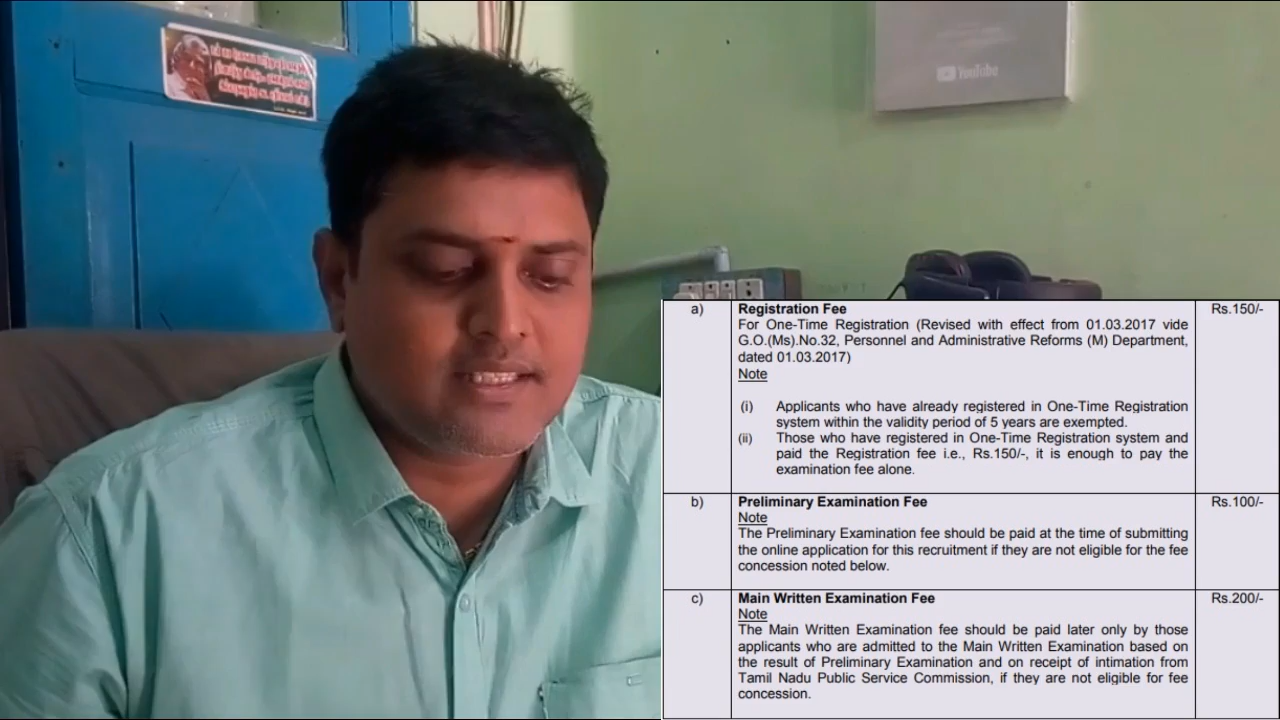 YouTube
a) Registration Fee Rs.150/-
For One-Time Registration (Revised with effect from 01.03.2017 vide
G.O.(Ms).No.32, Personnel and Administrative Reforms (M) Department,
dated 01.03.2017)
Note
(i) Applicants who have already registered in One-Time Registration
system within the validity period of 5 years are exempted.
(ii) Those who have registered in One-Time Registration system and
paid the Registration fee i.e., Rs.150/-, it is enough to pay the
examination fee alone.
b) Preliminary Examination Fee Rs.100/-
Note
The Preliminary Examination fee should be paid at the time of submitting
the online application for this recruitment if they are not eligible for the fee
concession noted below.
c) Main Written Examination Fee Rs.200/-
Note
The Main Written Examination fee should be paid later only by those
applicants who are admitted to the Main Written Examination based on
the result of Preliminary Examination and on receipt of intimation from
Tamil Nadu Public Service Commission, if they are not eligible for fee
concession.